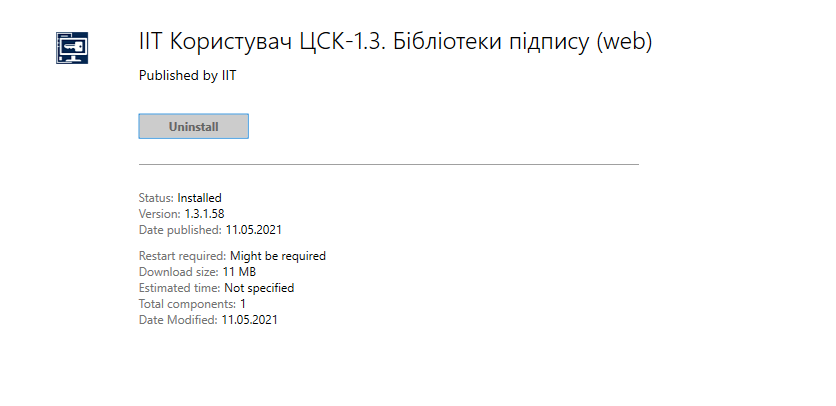 ІІТ Користувач ЦСК-1.3. Бібліотеки підпису (web)
Published by ІІТ
Uninstall
Status: Installed
Version: 1.3.1.58
Date published: 11.05.2021
Restart required: Might be required
Download size: 11 MB
Estimated time: Not specified
Total components: 1
Date Modified: 11.05.2021